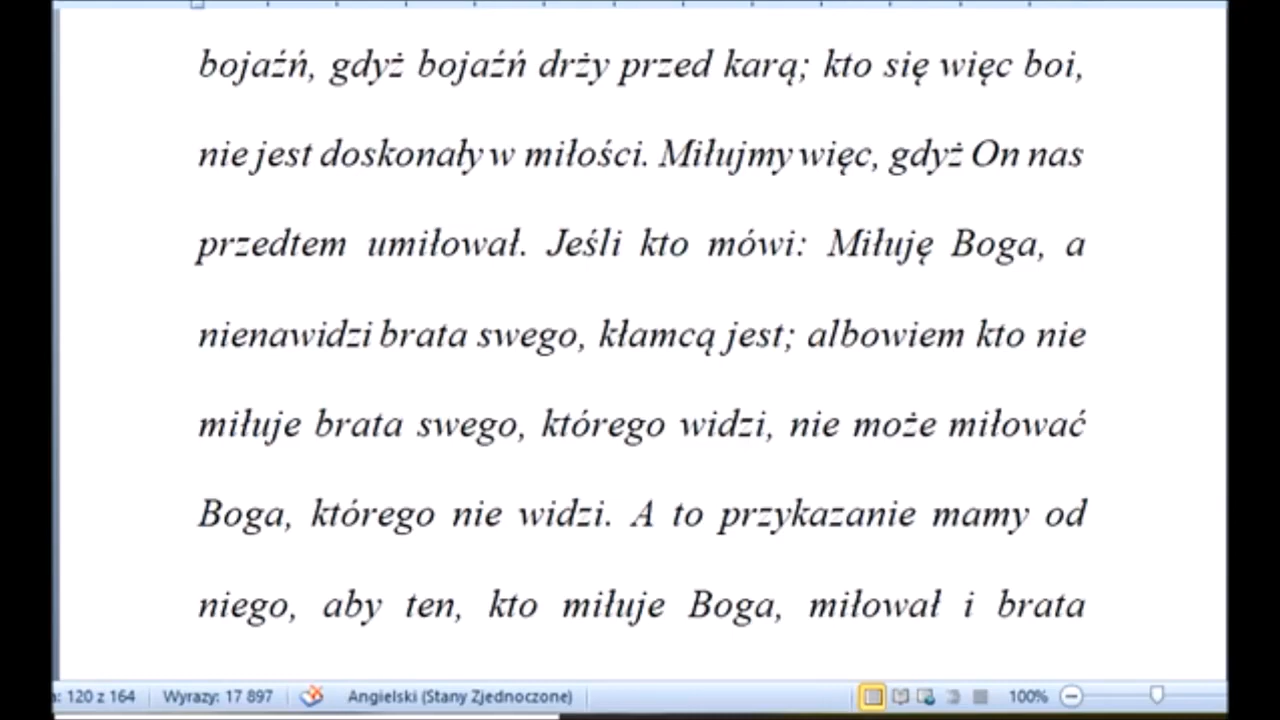 bojaźń, gdyż bojaźń drży przed karą; kto się więc boi,
nie jest doskonały w miłości. Miłujmy więc, gdyż On nas
przedtem umiłował. Jeśli kto mówi: Miłuję Boga, a
nienawidzi brata swego, kłamcą jest; albowiem kto nie
miłuje brata swego, którego widzi, nie może miłować
Boga, którego nie widzi. A to przykazanie mamy od
niego, aby ten, kto miłuje Boga, miłował i brata
: 120 z 164 Wyrazy: 17 897 Angielski (Stany Zjednoczone) 100%